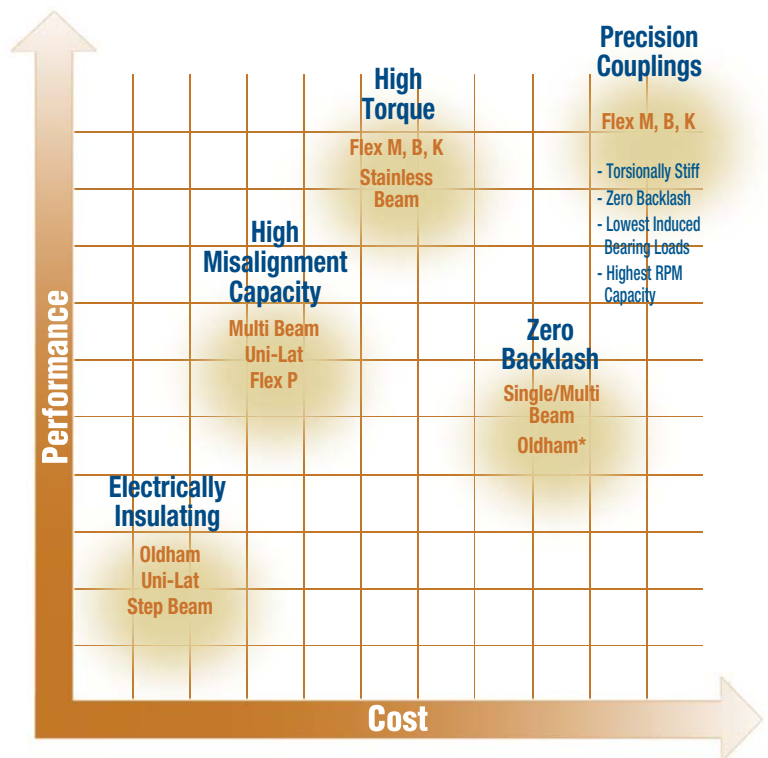 Precision
Couplings
Flex M, B, K
- Torsionally Stiff
- Zero Backlash
- Lowest Induced
Bearing Loads
- Highest RPM
Capacity
High
Torque
Flex M, B, K
Stainless
Beam
High
Misalignment
Capacity
Multi Beam
Uni-Lat
Flex P
Zero
Backlash
Single/Multi
Beam
Oldham*
Electrically
Insulating
Oldham
Uni-Lat
Step Beam
Performance
Cost